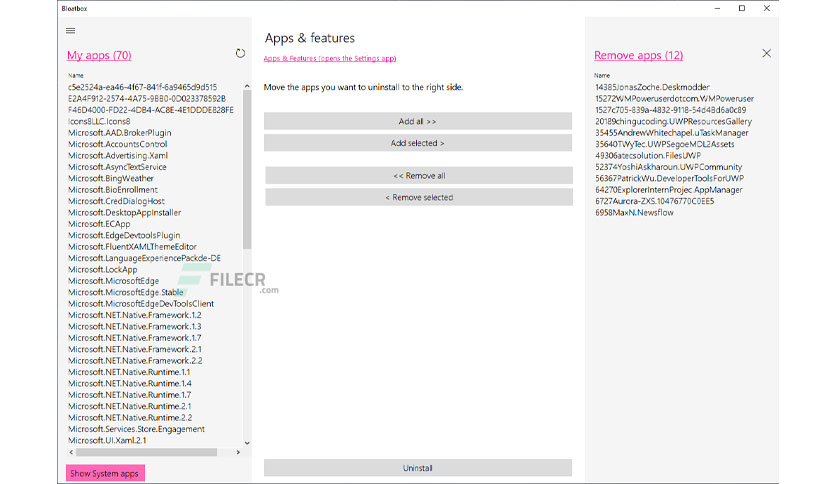 Bloatbox
My apps (70)
Name
c5e2524a-ea46-4f67-841f-6a9465d9d515
E2A4F912-2574-4A75-9BB0-0D023378592B
F46D4000-FD22-4DB4-AC8E-4E1DDDE828FE
Icons8LLC.Icons8
Microsoft.AAD.BrokerPlugin
Microsoft.AccountsControl
Microsoft.Advertising.Xaml
Microsoft.AsyncTextService
Microsoft.BingWeather
Microsoft.BioEnrollment
Microsoft.CredDialogHost
Microsoft.DesktopAppInstaller
Microsoft.ECApp
Microsoft.EdgeDevtoolsPlugin
Microsoft.FluentXAMLThemeEditor
Microsoft.LanguageExperiencePackde-DE
Microsoft.LockApp
Microsoft.MicrosoftEdge
Microsoft.MicrosoftEdge.Stable
Microsoft.MicrosoftEdgeDevToolsClient
Microsoft.NET.Native.Framework.1.2
Microsoft.NET.Native.Framework.1.3
Microsoft.NET.Native.Framework.1.7
Microsoft.NET.Native.Framework.2.1
Microsoft.NET.Native.Framework.2.2
Microsoft.NET.Native.Runtime.1.1
Microsoft.NET.Native.Runtime.1.4
Microsoft.NET.Native.Runtime.1.7
Microsoft.NET.Native.Runtime.2.1
Microsoft.NET.Native.Runtime.2.2
Microsoft.Services.Store.Engagement
Microsoft.UI.Xaml.2.1
Show System apps
Apps & features
Apps & Features (opens the Settings app)
Move the apps you want to uninstall to the right side.
Add all >>
Add selected >
<< Remove all
< Remove selected
Uninstall
FILECR
.com
Remove apps (12)
Name
14385JonasZoche.Deskmodder
15272WMPoweruserdotcom.WMPoweruser
1527c705-839a-4832-9118-54d4Bd6a0c89
20189chingucoding.UWPResourcesGallery
35455AndrewWhitechapel.uTaskManager
35640TWyTec.UWPSegoeMDL2Assets
49306atecsolution.FilesUWP
52374YoshiAskharoun.UWPCommunity
56367PatrickWu.DeveloperToolsForUWP
64270ExplorerInternProjec.AppManager
6727Aurora-ZXS.10476770C0EE5
6958MaxN.Newsflow